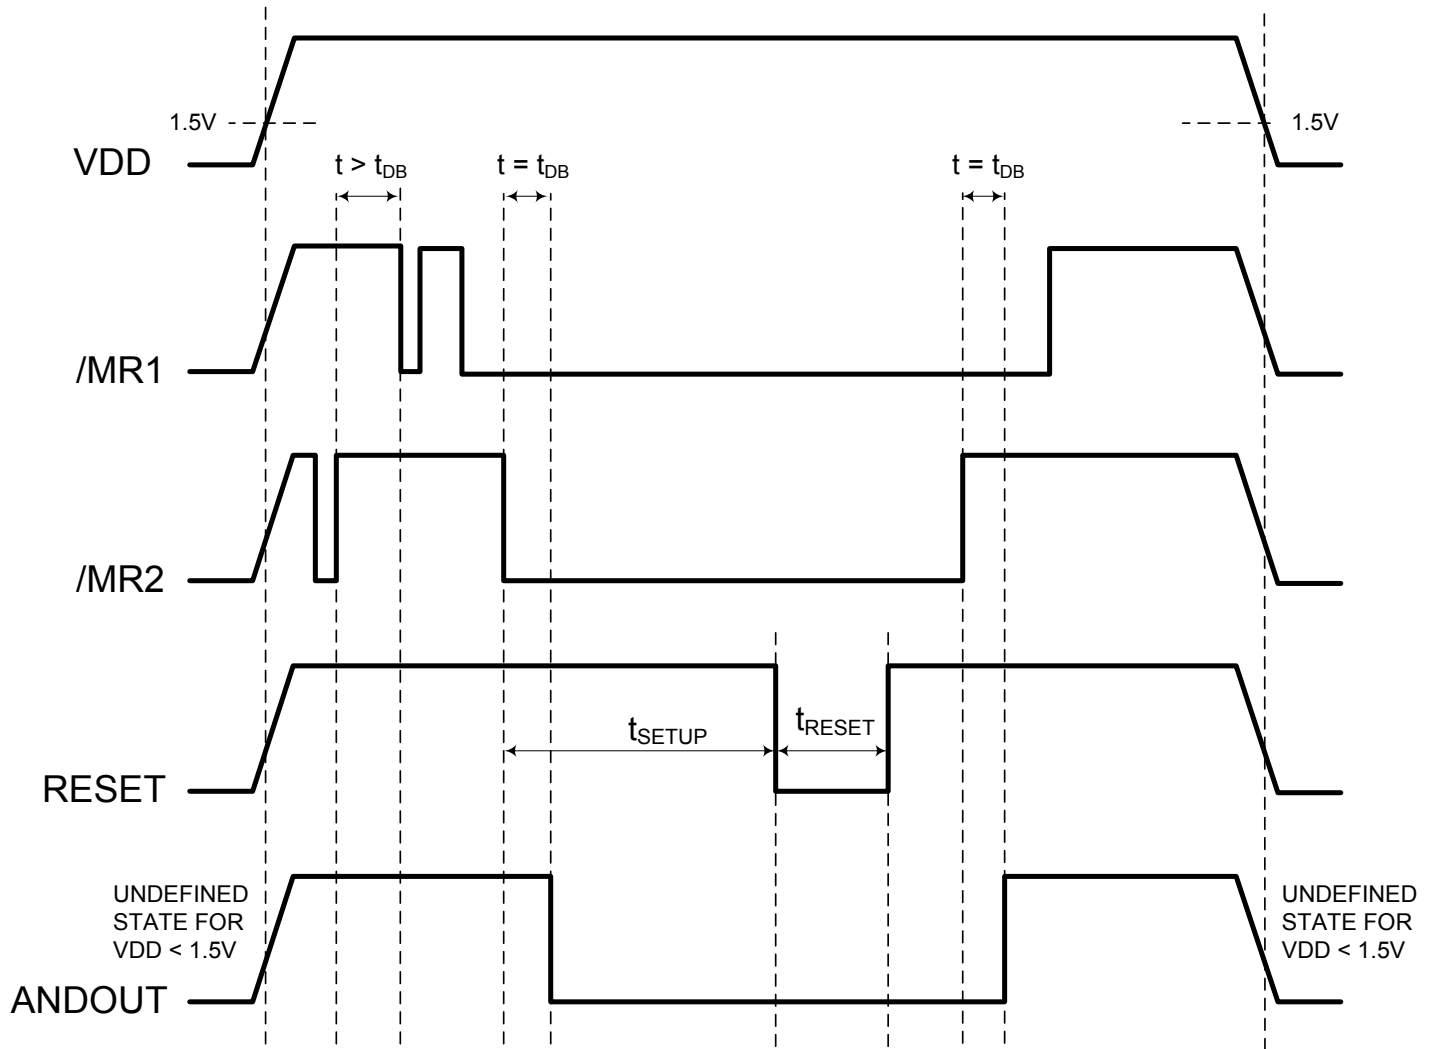 1.5V
1.5V
VDD
t > tDB
t = tDB
t = tDB
/MR1
/MR2
tSETUP
tRESET
RESET
UNDEFINED
STATE FOR
VDD < 1.5V
UNDEFINED
STATE FOR
VDD < 1.5V
ANDOUT